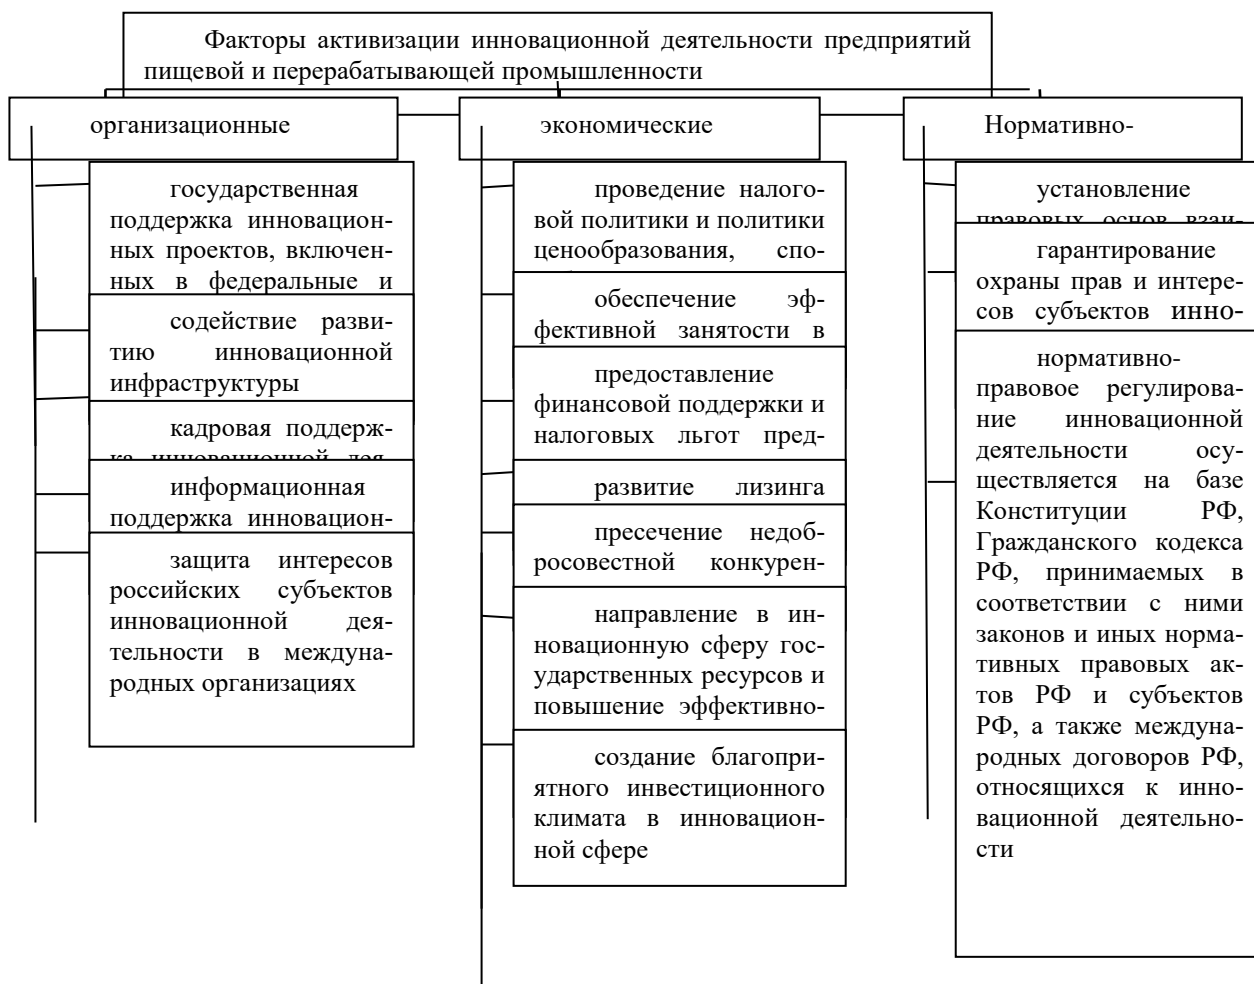 Факторы активизации инновационной деятельности предприятий
пищевой и перерабатывающей промышленности
организационные
государственная
поддержка инновацион-
ных проектов, включен-
ных в федеральные и
содействие разви-
тию инновационной
инфраструктуры
кадровая поддерж-
ка инновационной дея-
информационная
поддержка инновацион-
защита интересов
российских субъектов
инновационной дея-
тельности в междуна-
родных организациях
экономические
проведение налого-
вой политики и политики
ценообразования, спо-
обеспечение эф-
фективной занятости в
предоставление
финансовой поддержки и
налоговых льгот пред-
развитие лизинга
пресечение недоб-
росовестной конкурен-
направление в ин-
новационную сферу гос-
ударственных ресурсов и
повышение эффективно-
создание благопри-
ятного инвестиционного
климата в инновацион-
ной сфере
Нормативно-
установление
правовых основ взаи-
гарантирование
охраны прав и интере-
сов субъектов инно-
нормативно-
правовое регулирова-
ние инновационной
деятельности осу-
ществляется на базе
Конституции РФ,
Гражданского кодекса
РФ, принимаемых в
соответствии с ними
законов и иных норма-
тивных правовых ак-
тов РФ и субъектов
РФ, а также междуна-
родных договоров РФ,
относящихся к инно-
вационной деятельно-
сти